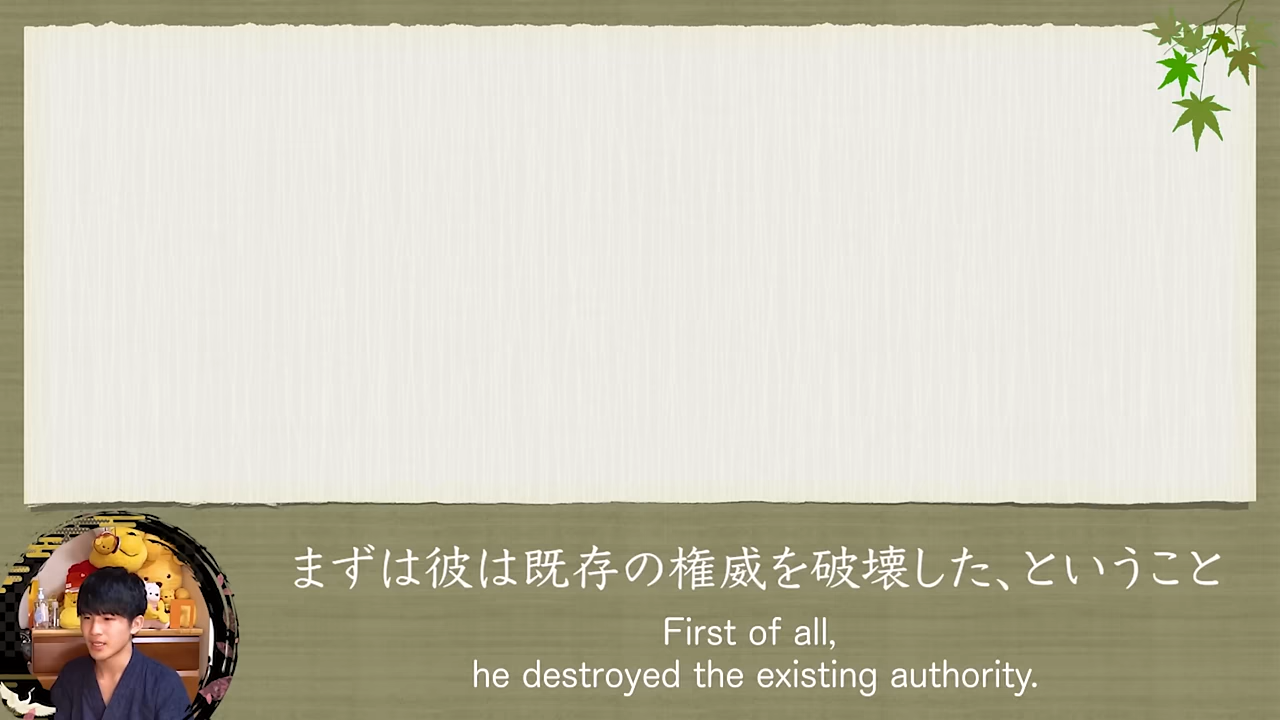 まずは彼は既存の権威を破壊した、ということ
First of all,
he destroyed the existing authority.